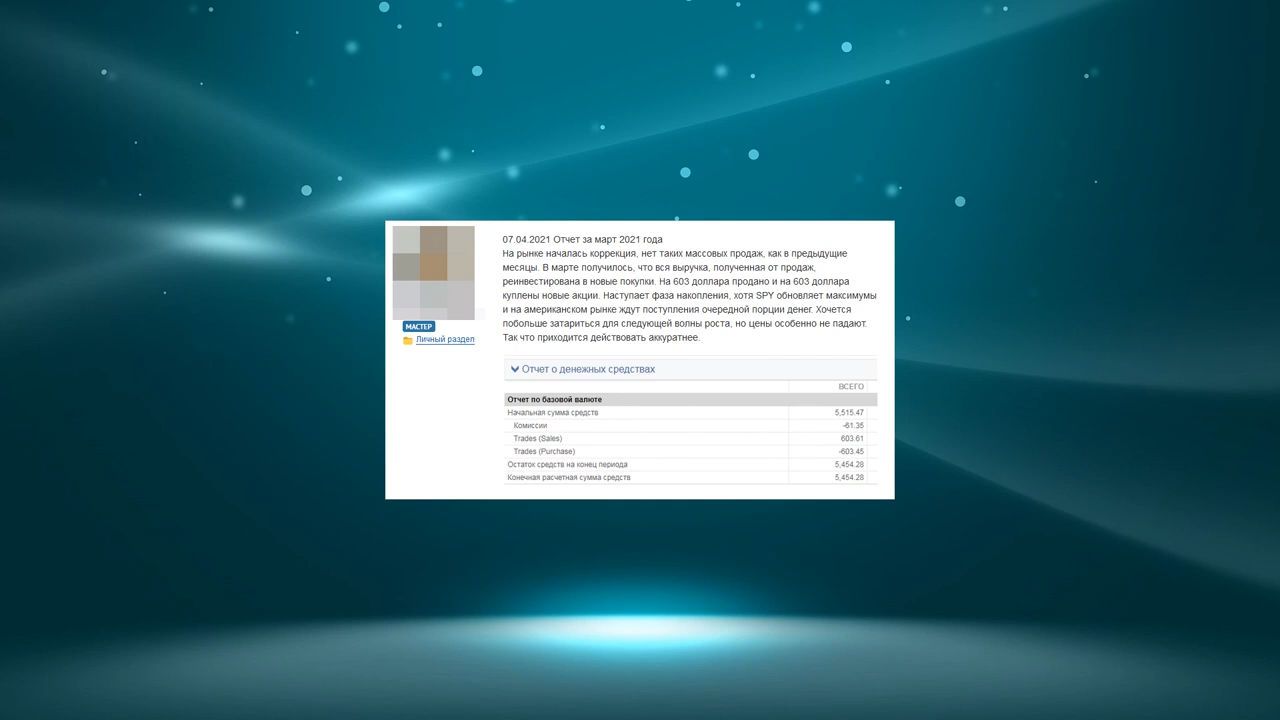 07.04.2021 Отчет за март 2021 года
На рынке началась коррекция, нет таких массовых продаж, как в предыдущие
месяцы. В марте получилось, что вся выручка, полученная от продаж,
реинвестирована в новые покупки. На 603 доллара продано и на 603 доллара
куплены новые акции. Наступает фаза накопления, хотя SPY обновляет максимумы
и на американском рынке ждут поступления очередной порции денег. Хочется
побольше затариться для следующей волны роста, но цены особенно не падают.
Так что приходится действовать аккуратнее.
МАСТЕР
Личный раздел
Отчет о денежных средствах
ВСЕГО
Отчет по базовой валюте
Начальная сумма средств 5,515.47
Комиссии -61.35
Trades (Sales) 603.61
Trades (Purchase) -603.45
Остаток средств на конец периода 5,454.28
Конечная расчетная сумма средств 5,454.28